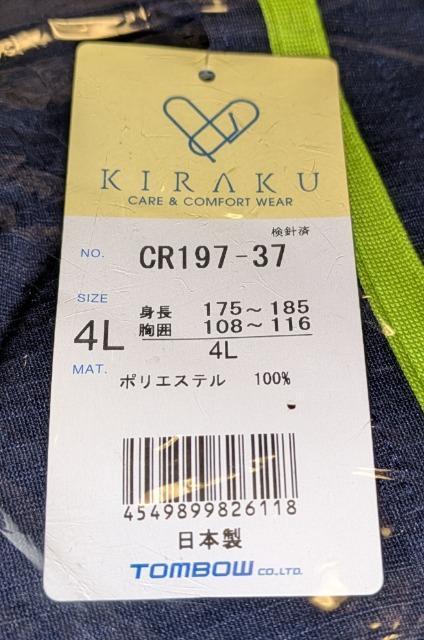 KIRAKU
CARE & COMFORT WEAR
検針済
NO. CR197-37
SIZE
4L
身長 175～185
胸囲 108～116
4L
MAT.
ポリエステル 100%
4549899826118
日本製
TOMBOW CO.,LTD.